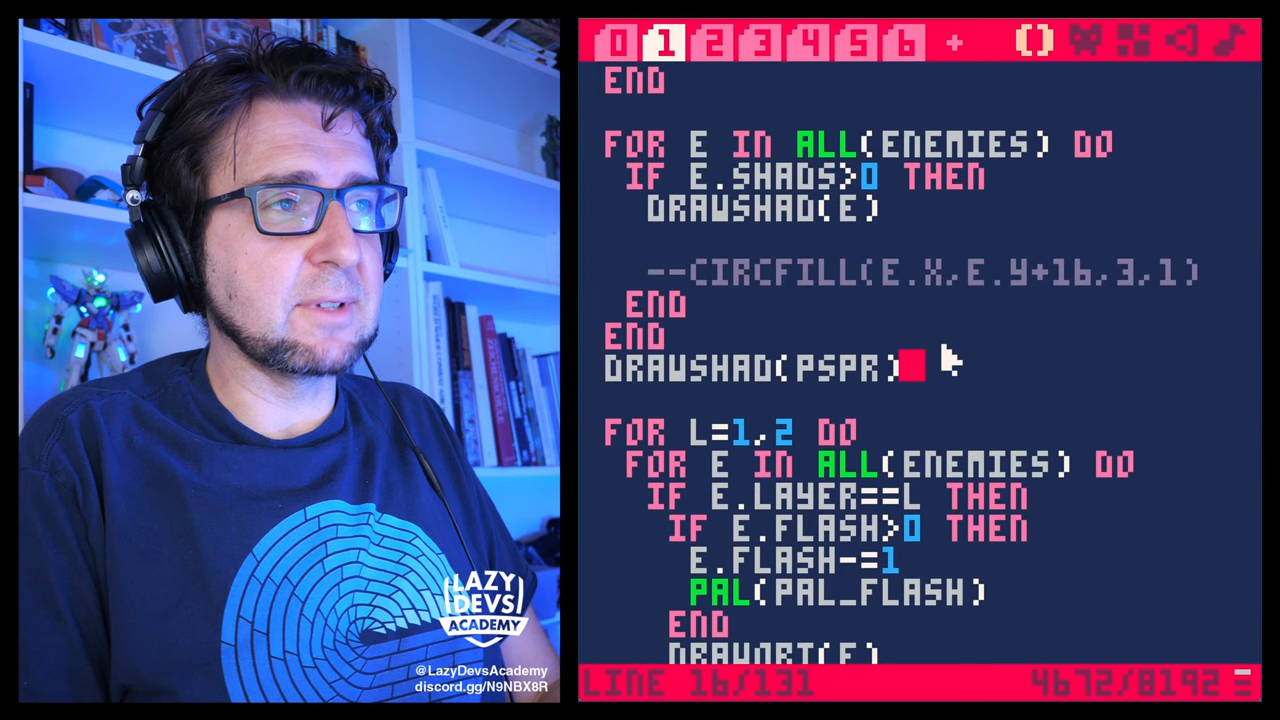 0 1 2 3 4 5 6 +
END
FOR E IN ALL(ENEMIES) DO
IF E.SHADS>0 THEN
DRAWSHAD(E)
--CIRCFILL(E.X,E.Y+16,3,1)
END
END
DRAWSHAD(PSPR)
FOR L=1,2 DO
FOR E IN ALL(ENEMIES) DO
IF E.LAYER==L THEN
IF E.FLASH>0 THEN
E.FLASH-=1
PAL(PAL_FLASH)
END
DRAWOBJ(E)
LINE 16/131
4672/8192
LAZY
DEVS
ACADEMY
@LazyDevsAcademy
discord.gg/N9NBX8R